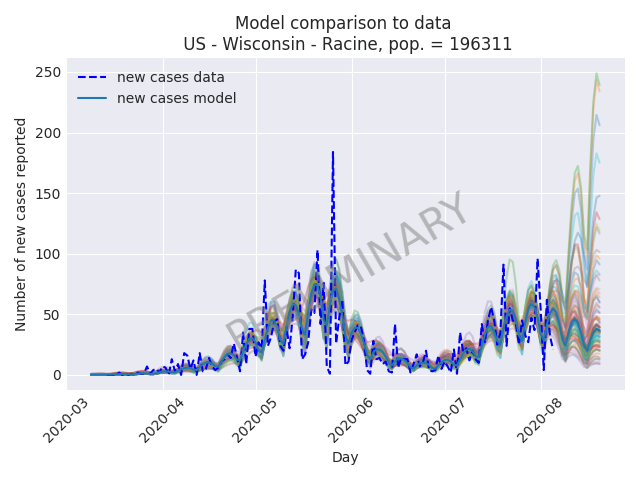 Model comparison to data
US - Wisconsin - Racine, pop. = 196311
new cases data
new cases model
Number of new cases reported
250
200
150
100
50
0
PRELIMINARY
2020-03
2020-04
2020-05
2020-06
2020-07
2020-08
Day